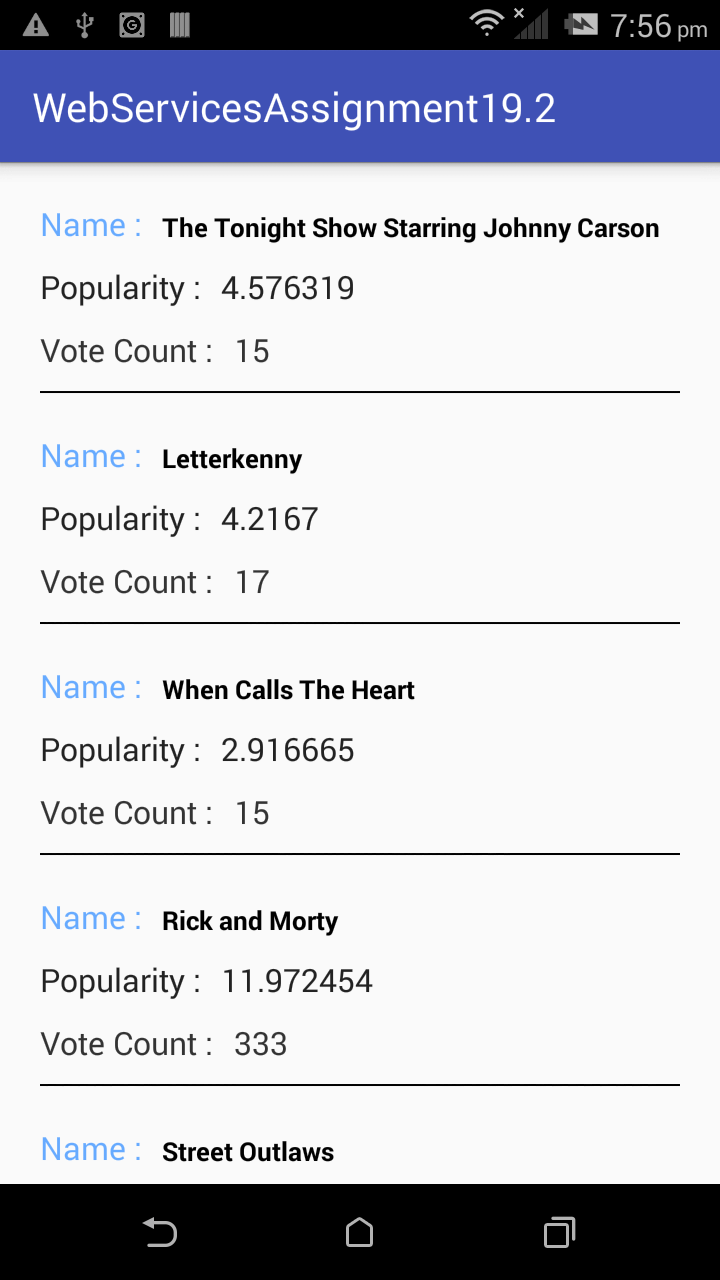 7:56 pm
WebServicesAssignment19.2
Name : The Tonight Show Starring Johnny Carson
Popularity : 4.576319
Vote Count : 15
Name : Letterkenny
Popularity : 4.2167
Vote Count : 17
Name : When Calls The Heart
Popularity : 2.916665
Vote Count : 15
Name : Rick and Morty
Popularity : 11.972454
Vote Count : 333
Name : Street Outlaws